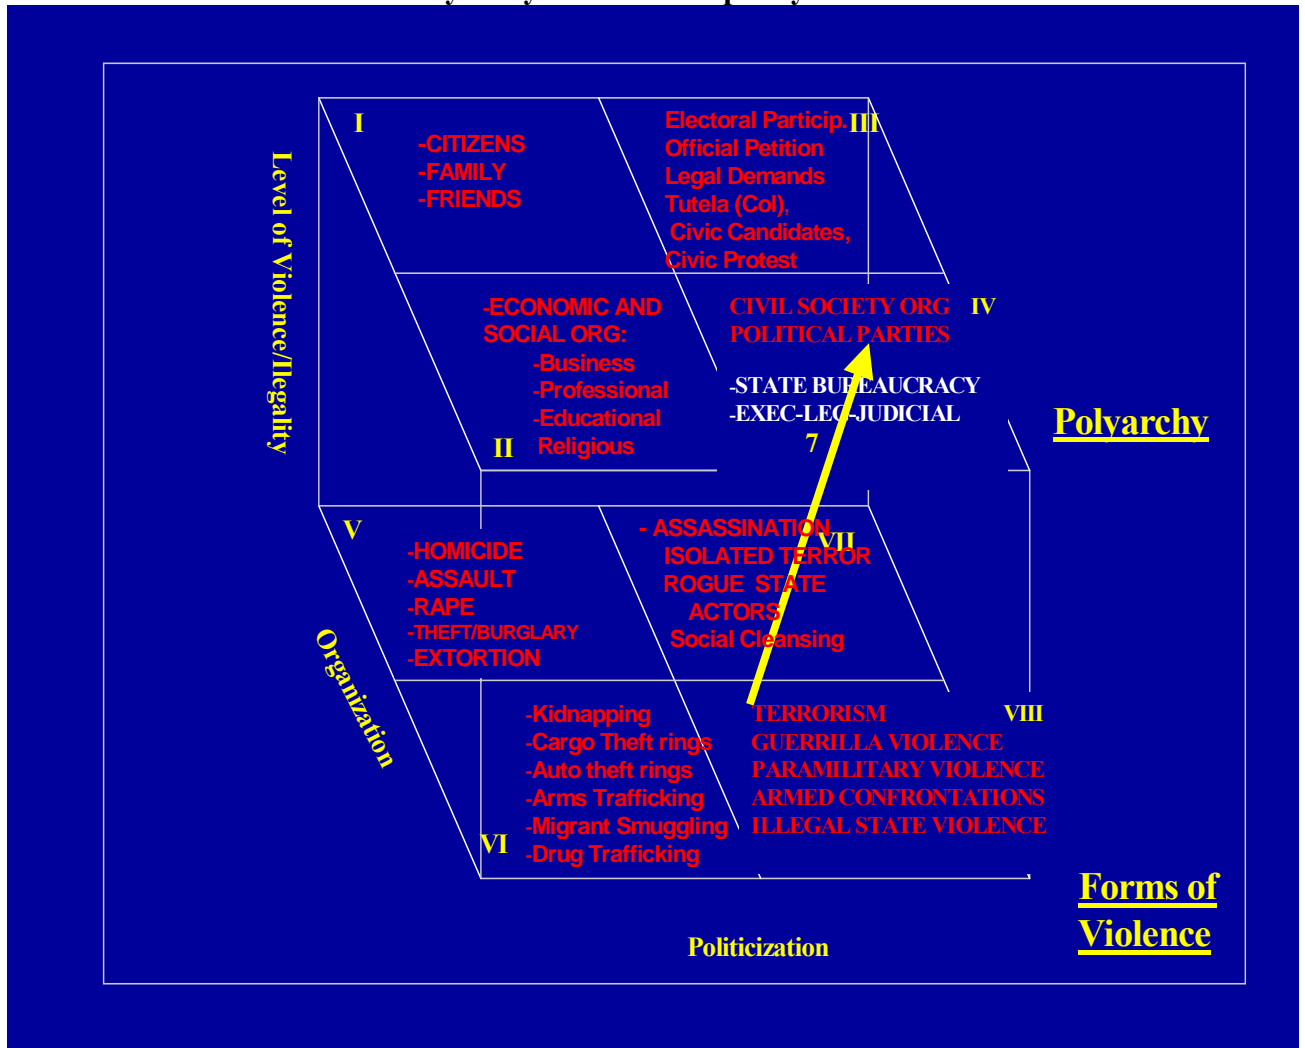 I
-CITIZENS
-FAMILY
-FRIENDS
Electoral Particip.
III
Official Petition
Legal Demands
Tutela (Col),
Civic Candidates,
Civic Protest
Level of Violence/Ilegality
-ECONOMIC AND
SOCIAL ORG:
-Business
-Professional
-Educational
Religious
II
CIVIL SOCIETY ORG
IV
POLITICAL PARTIES
-STATE BUREAUCRACY
-EXEC-LEG-JUDICIAL
7
Polyarchy
V
-HOMICIDE
-ASSAULT
-RAPE
-THEFT/BURGLARY
-EXTORTION
- ASSASSINATION
VII
ISOLATED TERROR
ROGUE STATE
ACTORS
Social Cleansing
Organization
-Kidnapping
-Cargo Theft rings
-Auto theft rings
-Arms Trafficking
-Migrant Smuggling
-Drug Trafficking
VI
TERRORISM
VIII
GUERRILLA VIOLENCE
PARAMILITARY VIOLENCE
ARMED CONFRONTATIONS
ILLEGAL STATE VIOLENCE
Forms of
Violence
Politicization